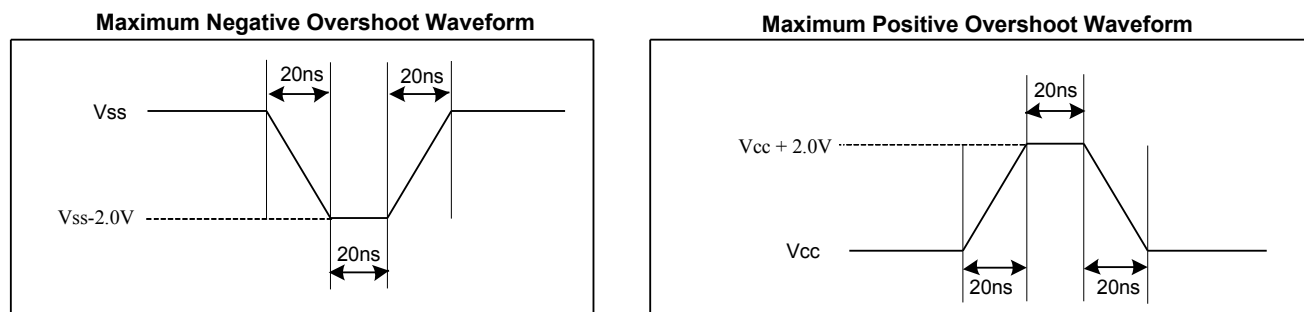 Maximum Negative Overshoot Waveform
20ns
20ns
Vss
Vss-2.0V
20ns
Maximum Positive Overshoot Waveform
20ns
Vcc + 2.0V
Vcc
20ns
20ns